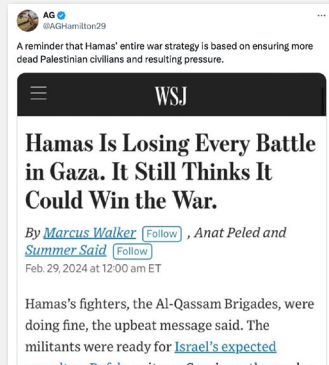 AG
@AGHamilton29
A reminder that Hamas' entire war strategy is based on ensuring more
dead Palestinian civilians and resulting pressure.
WSJ
Hamas Is Losing Every Battle
in Gaza. It Still Thinks It
Could Win the War.
By Marcus Walker Follow , Anat Peled and
Summer Said Follow
Feb. 29, 2024 at 12:00 am ET
Hamas's fighters, the Al-Qassam Brigades, were
doing fine, the upbeat message said. The
militants were ready for Israel's expected